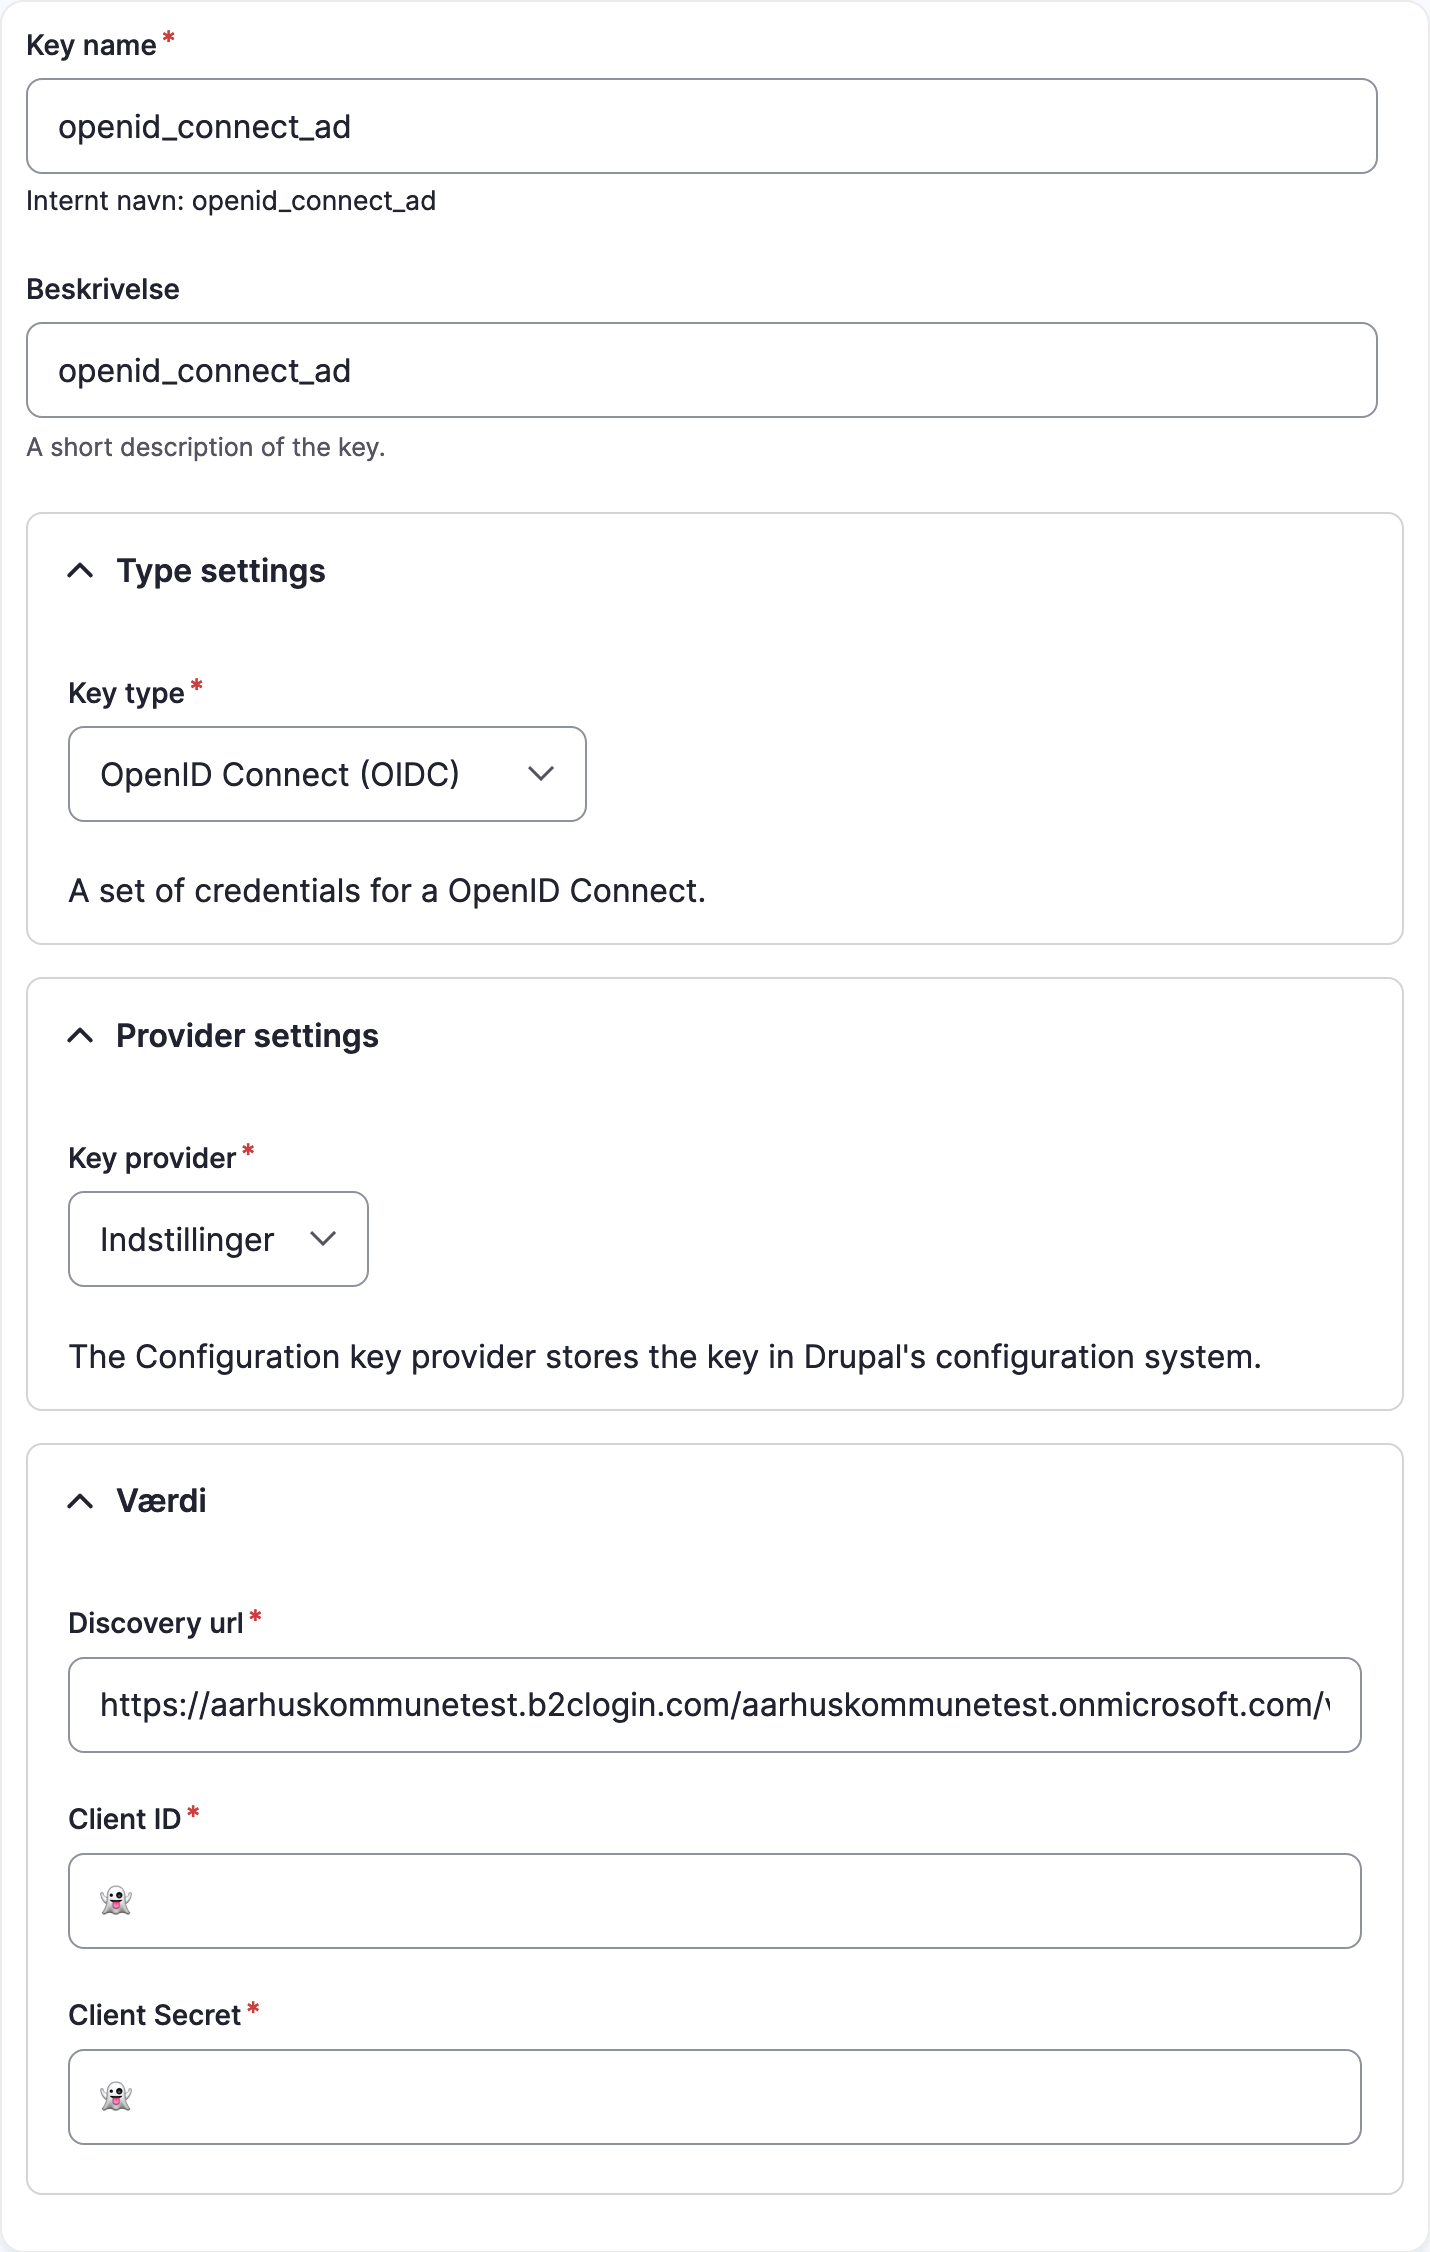 Key name*
openid_connect_ad
Internt navn: openid_connect_ad
Beskrivelse
openid_connect_ad
A short description of the key.
Type settings
Key type*
OpenID Connect (OIDC)
A set of credentials for a OpenID Connect.
Provider settings
Key provider*
Indstillinger
The Configuration key provider stores the key in Drupal's configuration system.
Værdi
Discovery url*
https://aarhuskommunetest.b2clogin.com/aarhuskommunetest.onmicrosoft.com/
Client ID*
👻
Client Secret*
👻